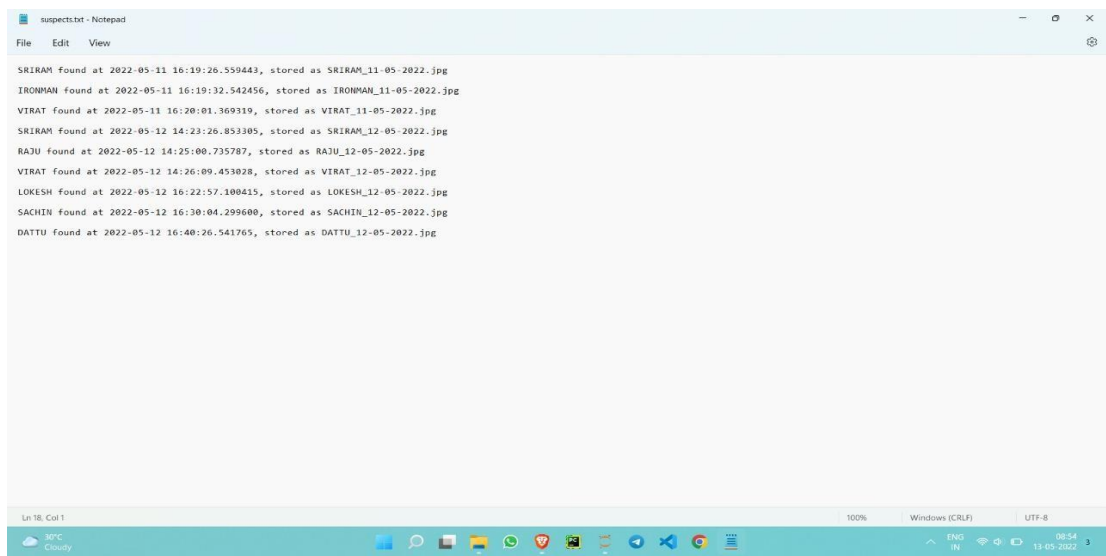 suspects.txt - Notepad
File Edit View
SRIRAM found at 2022-05-11 16:19:26.559443, stored as SRIRAM_11-05-2022.jpg
IRONMAN found at 2022-05-11 16:19:32.542456, stored as IRONMAN_11-05-2022.jpg
VIRAT found at 2022-05-11 16:20:01.369319, stored as VIRAT_11-05-2022.jpg
SRIRAM found at 2022-05-12 14:23:26.853305, stored as SRIRAM_12-05-2022.jpg
RAJU found at 2022-05-12 14:25:00.735787, stored as RAJU_12-05-2022.jpg
VIRAT found at 2022-05-12 14:26:09.453028, stored as VIRAT_12-05-2022.jpg
LOKESH found at 2022-05-12 16:22:57.100415, stored as LOKESH_12-05-2022.jpg
SACHIN found at 2022-05-12 16:30:04.299600, stored as SACHIN_12-05-2022.jpg
DATTU found at 2022-05-12 16:40:26.541765, stored as DATTU_12-05-2022.jpg
Ln 18, Col 1 100% Windows (CRLF) UTF-8
30°C ENG 08:54
Cloudy IN 13-05-2022 3